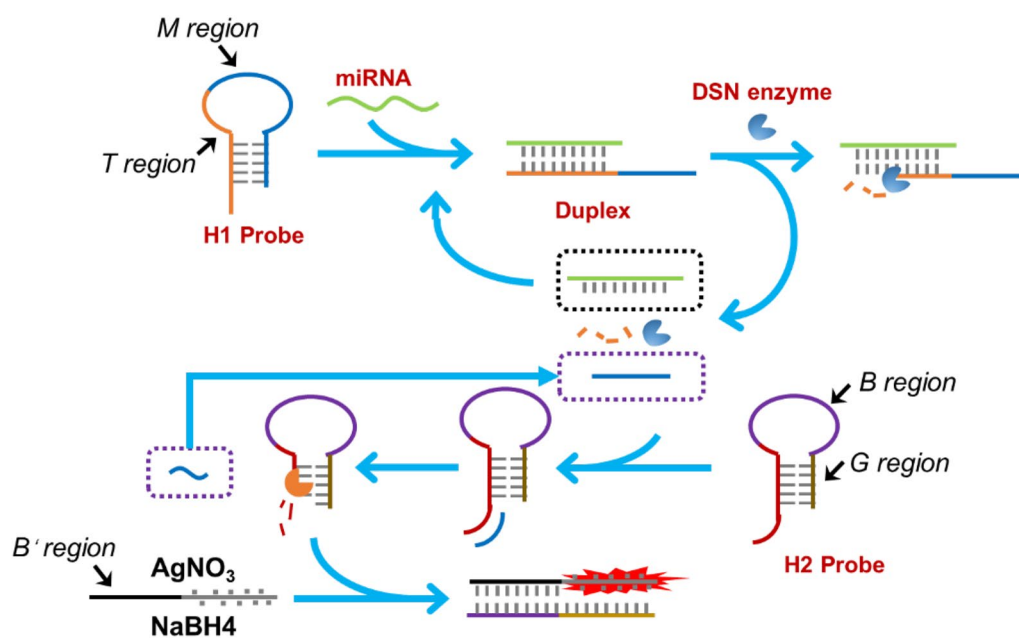 M region
miRNA
DSN enzyme
T region
H1 Probe
Duplex
B region
G region
B' region
AgNO₃
NaBH4
H2 Probe